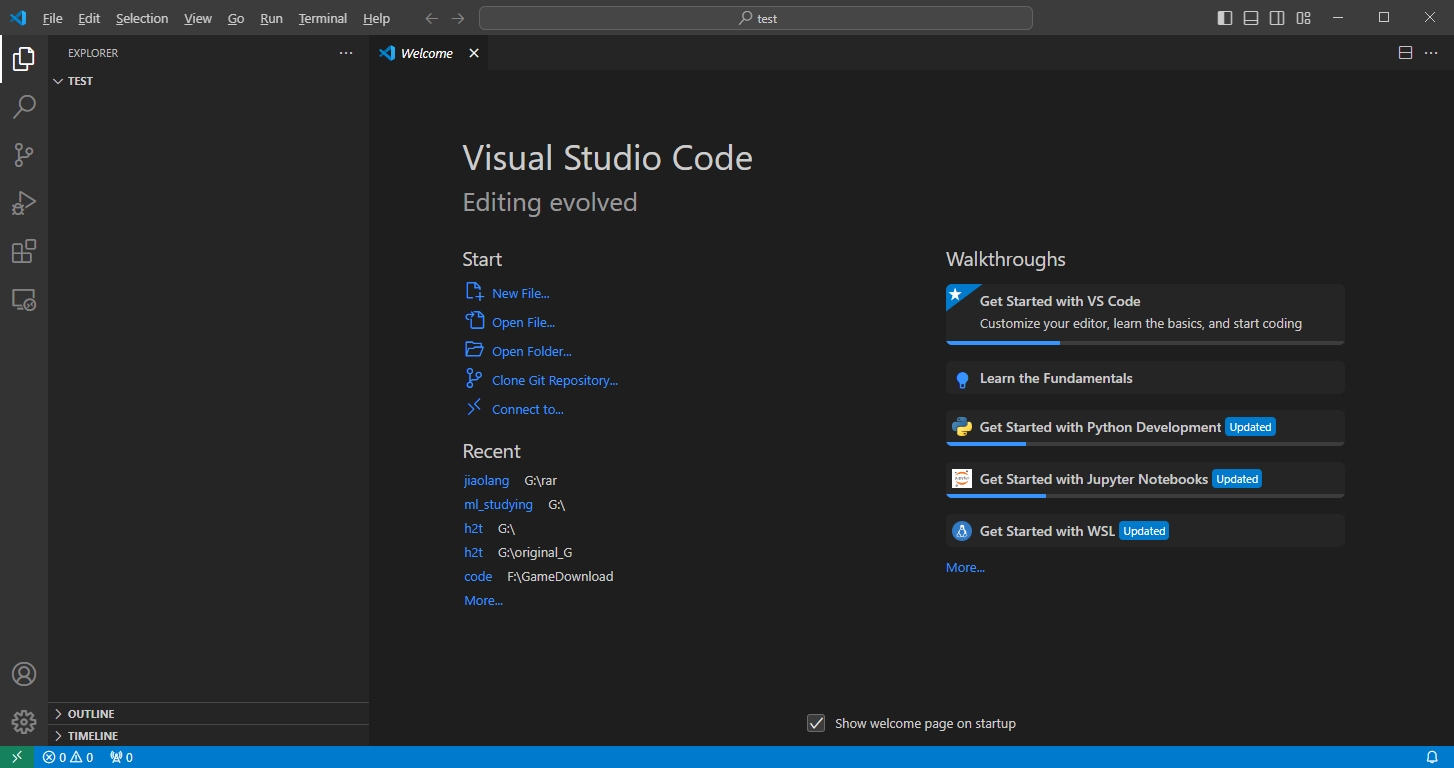 File Edit Selection View Go Run Terminal Help test
EXPLORER
TEST
OUTLINE
TIMELINE
Welcome
Visual Studio Code
Editing evolved
Start
New File...
Open File...
Open Folder...
Clone Git Repository...
Connect to...
Recent
jiaolang G:\rar
ml_studying G:\
h2t G:\
h2t G:\original_G
code F:\GameDownload
More...
Walkthroughs
Get Started with VS Code
Customize your editor, learn the basics, and start coding
Learn the Fundamentals
Get Started with Python Development Updated
Get Started with Jupyter Notebooks Updated
Get Started with WSL Updated
More...
Show welcome page on startup
0 0 0